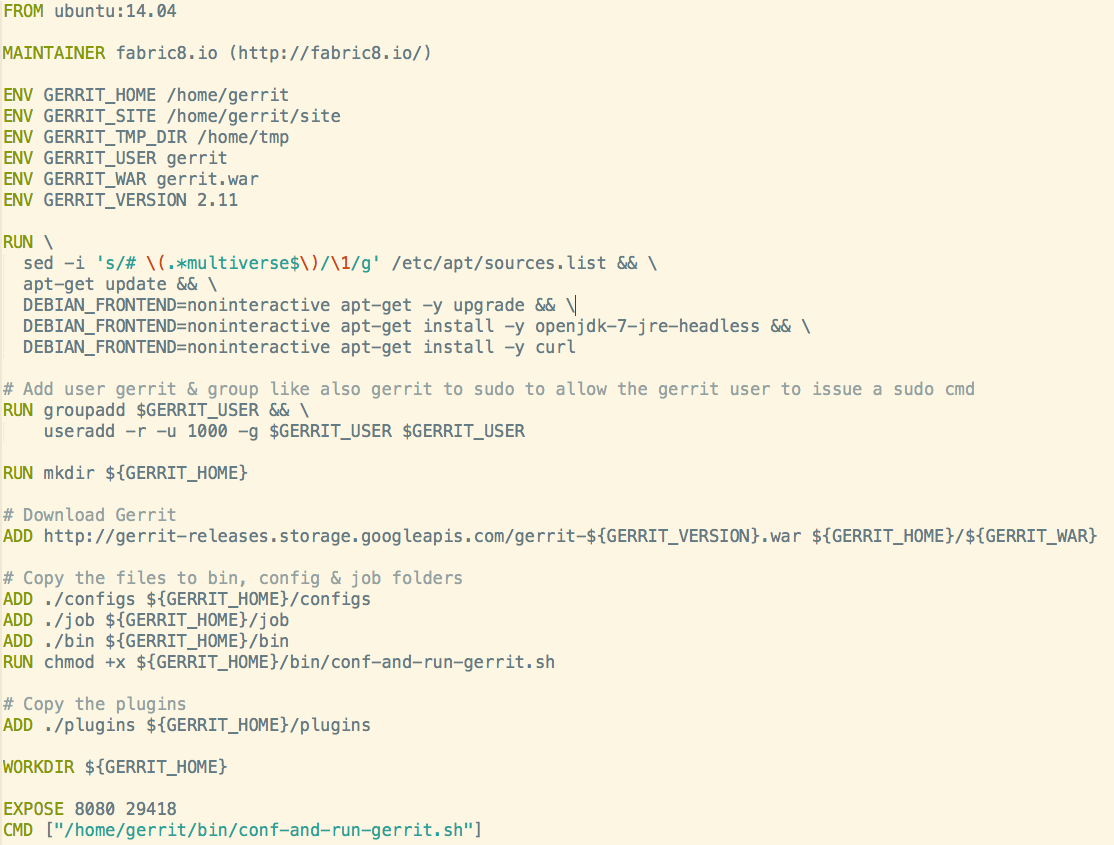 FROM ubuntu:14.04
MAINTAINER fabric8.io (http://fabric8.io/)
ENV GERRIT_HOME /home/gerrit
ENV GERRIT_SITE /home/gerrit/site
ENV GERRIT_TMP_DIR /home/tmp
ENV GERRIT_USER gerrit
ENV GERRIT_WAR gerrit.war
ENV GERRIT_VERSION 2.11
RUN \
  sed -i 's/# \(.*multiverse$\)/\1/g' /etc/apt/sources.list && \
  apt-get update && \
  DEBIAN_FRONTEND=noninteractive apt-get -y upgrade && \
  DEBIAN_FRONTEND=noninteractive apt-get install -y openjdk-7-jre-headless && \
  DEBIAN_FRONTEND=noninteractive apt-get install -y curl
# Add user gerrit & group like also gerrit to sudo to allow the gerrit user to issue a sudo cmd
RUN groupadd $GERRIT_USER && \
    useradd -r -u 1000 -g $GERRIT_USER $GERRIT_USER
RUN mkdir ${GERRIT_HOME}
# Download Gerrit
ADD http://gerrit-releases.storage.googleapis.com/gerrit-${GERRIT_VERSION}.war ${GERRIT_HOME}/${GERRIT_WAR}
# Copy the files to bin, config & job folders
ADD ./configs ${GERRIT_HOME}/configs
ADD ./job ${GERRIT_HOME}/job
ADD ./bin ${GERRIT_HOME}/bin
RUN chmod +x ${GERRIT_HOME}/bin/conf-and-run-gerrit.sh
# Copy the plugins
ADD ./plugins ${GERRIT_HOME}/plugins
WORKDIR ${GERRIT_HOME}
EXPOSE 8080 29418
CMD ["/home/gerrit/bin/conf-and-run-gerrit.sh"]